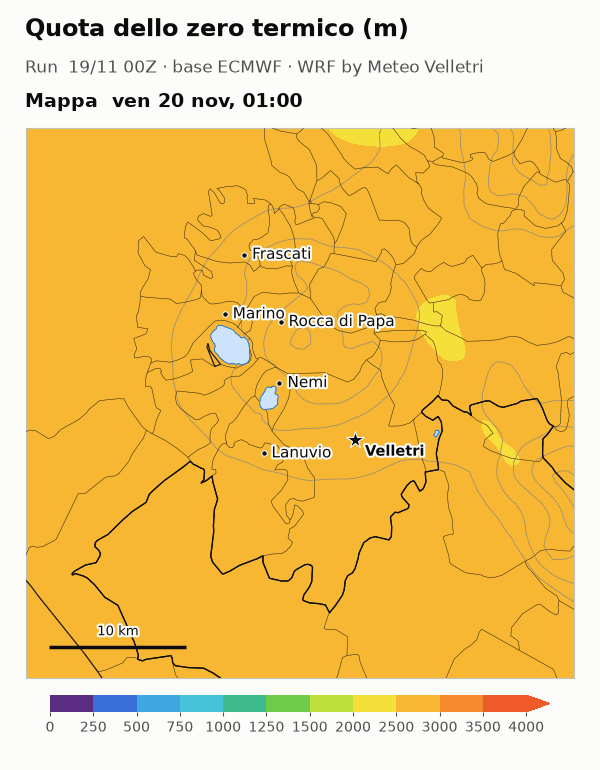 Quota dello zero termico (m)
Run  19/11 00Z · base ECMWF · WRF by Meteo Velletri
Mappa  ven 20 nov, 01:00
Frascati
Marino
Rocca di Papa
Nemi
Velletri
Lanuvio
10 km
0 250 500 750 1000 1250 1500 2000 2500 3000 3500 4000